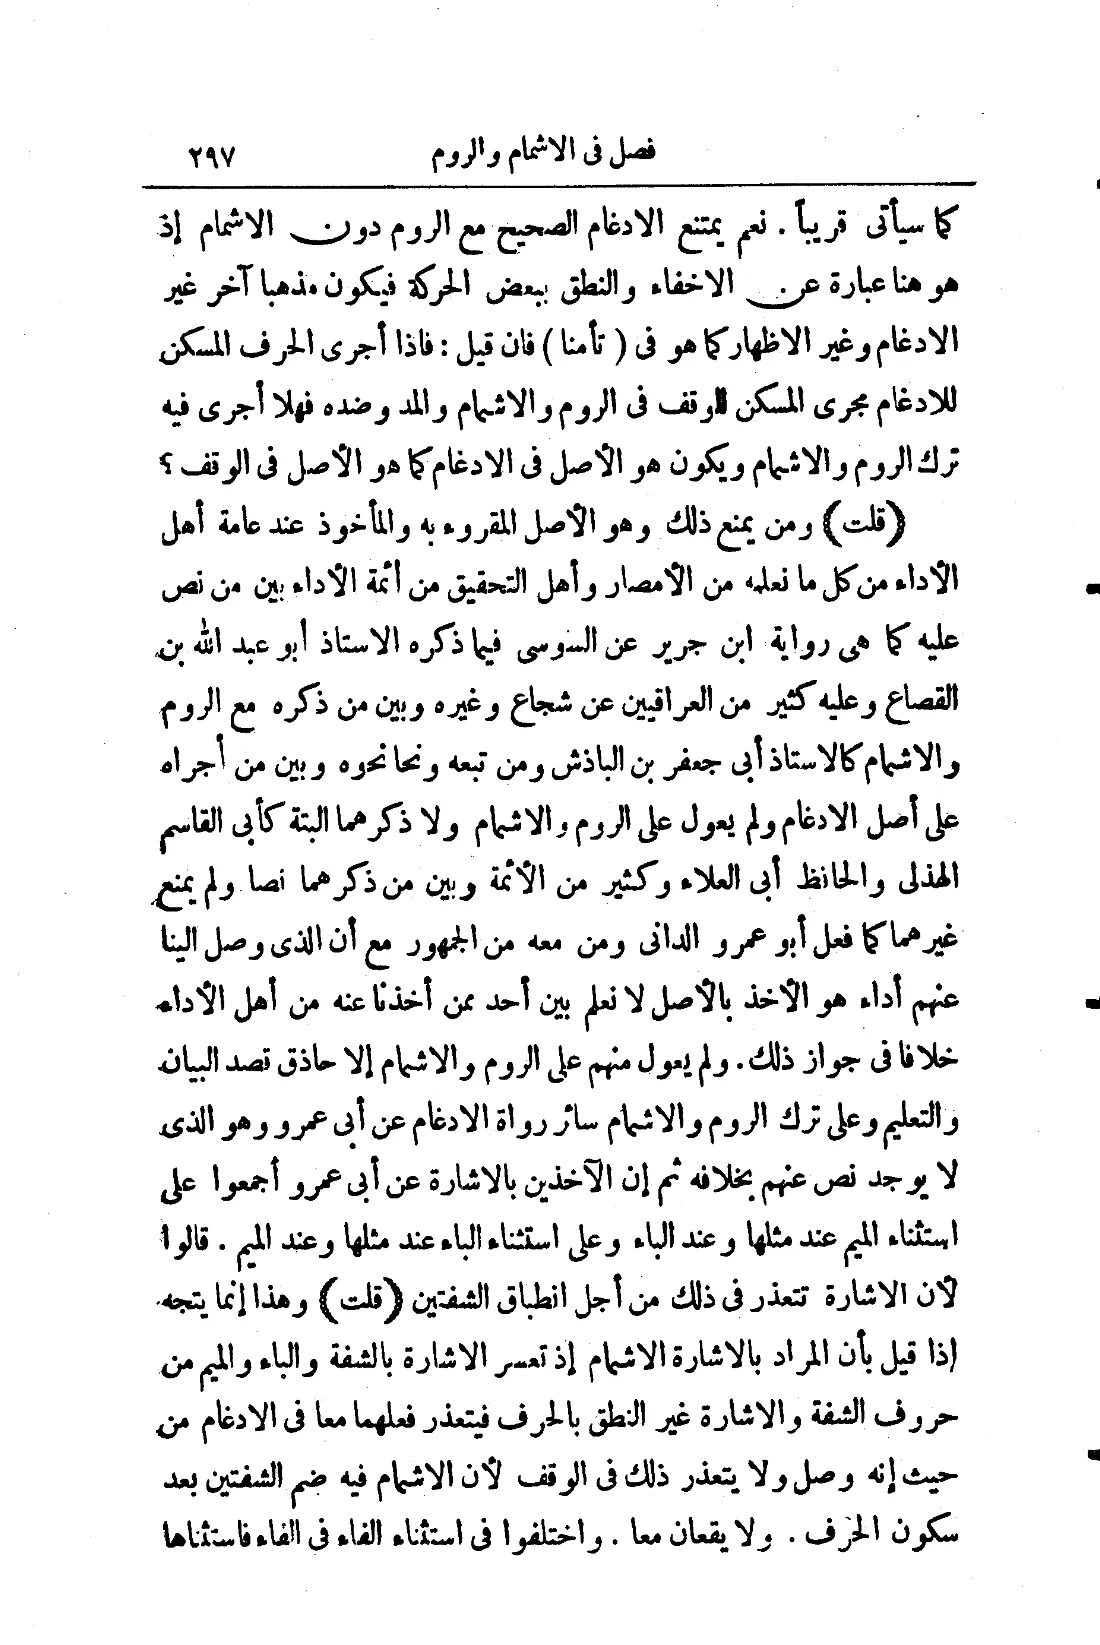 فصل فى الاشمام والروم ٢٩٧
كما سيأتى قريباً . نعم يمتنع الادغام الصحيح مع الروم دون الاشمام إذ
هو هنا عبارة عن الاخفاء والنطق ببعض الحركة فيكون مذهبا آخر غير
الادغام وغير الاظهار كما هو فى ( تأمنا ) فان قيل : فاذا أجرى الحرف المسكن
للادغام مجرى المسكن للوقف فى الروم والاشمام والمد وضده فهلا أجرى فيه
ترك الروم والاشمام ويكون هو الأصل فى الادغام كما هو الأصل فى الوقف ؟
(قلت) ومن يمنع ذلك وهو الأصل المقروء به والمأخوذ عند عامة أهل
الأداء من كل ما نعلمه من الأمصار وأهل التحقيق من أئمة الأداء بين من نص
عليه كما هى رواية ابن جرير عن السوسى فيما ذكره الاستاذ أبو عبد الله بن
القصاع وعليه كثير من العراقيين عن شجاع وغيره وبين من ذكره مع الروم
والاشمام كالاستاذ أبى جعفر بن الباذش ومن تبعه ونحا نحوه وبين من أجراه
على أصل الادغام ولم يعول على الروم والاشمام ولا ذكرهما البتة كأبى القاسم
الهذلى والحافظ أبى العلاء وكثير من الأئمة وبين من ذكرهما نصا ولم يمنع
غيرهما كما فعل أبو عمرو الدانى ومن معه من الجمهور مع أن الذى وصل الينا
عنهم أداء هو الأخذ بالأصل لا نعلم بين أحد ممن أخذنا عنه من أهل الأداء
خلافا فى جواز ذلك . ولم يعول منهم على الروم والاشمام إلا حاذق قصد البيان
والتعليم وعلى ترك الروم والاشمام سائر رواة الادغام عن أبى عمرو وهو الذى
لا يوجد نص عنهم بخلافه ثم إن الآخذين بالاشارة عن أبى عمرو أجمعوا على
استثناء الميم عند مثلها وعند الباء وعلى استثناء الباء عند مثلها وعند الميم . قالوا
لأن الاشارة تتعذر فى ذلك من أجل انطباق الشفتين (قلت) وهذا إنما يتجه
إذا قيل بأن المراد بالاشارة الاشمام إذ تعسر الاشارة بالشفة والباء والميم من
حروف الشفة والاشارة غير النطق بالحرف فيتعذر فعلهما معا فى الادغام من
حيث إنه وصل ولا يتعذر ذلك فى الوقف لأن الاشمام فيه ضم الشفتين بعد
سكون الحرف . ولا يقعان معا . واختلفوا فى استثناء الفاء فى الفاء فاستثناها